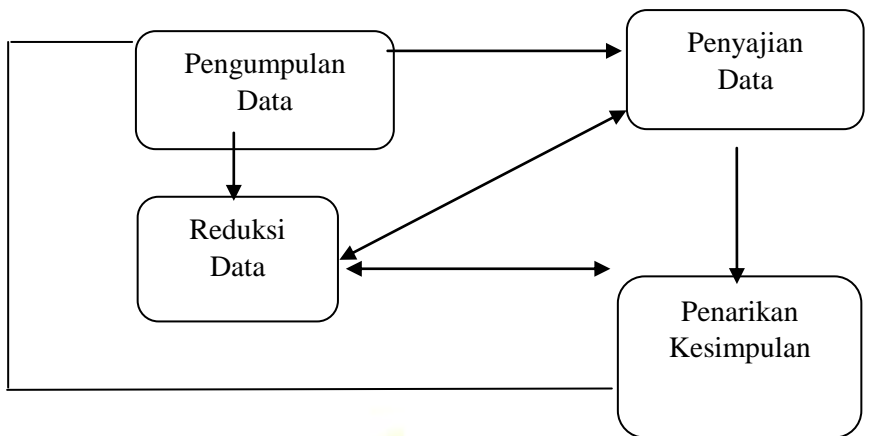 Pengumpulan
Data
Penyajian
Data
Reduksi
Data
Penarikan
Kesimpulan